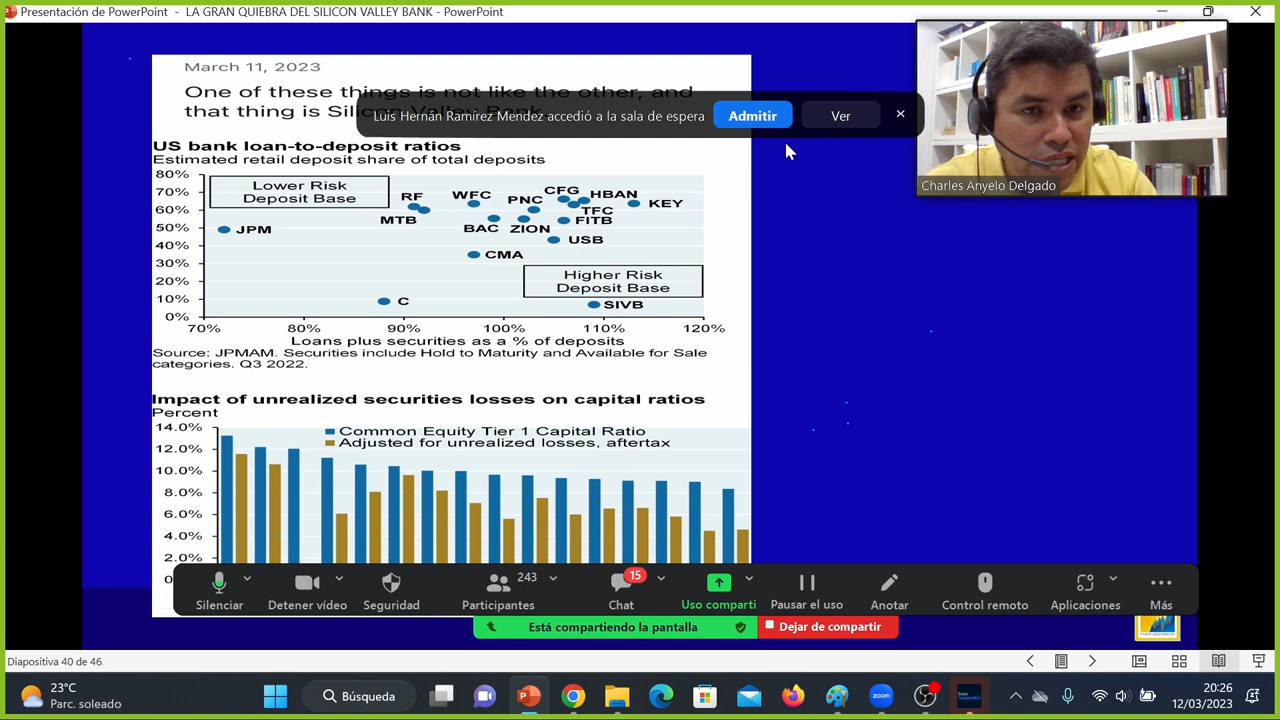 Presentación de PowerPoint - LA GRAN QUIEBRA DEL SILICON VALLEY BANK - PowerPoint
March 11, 2023
One of these things is not like the other, and
that thing is Silicon Valley Bank
Luis Hernán Ramírez Mendez accedió a la sala de espera
Admitir
Ver
Charles Anyelo Delgado
US bank loan-to-deposit ratios
Estimated retail deposit share of total deposits
80%
70%
60%
50%
40%
30%
20%
10%
0%
Lower Risk
Deposit Base
RF
WFC
CFG
HBAN
PNC
KEY
MTB
TFC
BAC
ZION
FITB
JPM
USB
CMA
Higher Risk
Deposit Base
C
SIVB
70%
80%
90%
100%
110%
120%
Loans plus securities as a % of deposits
Source: JPMAM. Securities include Hold to Maturity and Available for Sale
categories. Q3 2022.
Impact of unrealized securities losses on capital ratios
Percent
14.0%
12.0%
10.0%
8.0%
6.0%
4.0%
2.0%
Common Equity Tier 1 Capital Ratio
Adjusted for unrealized losses, aftertax
Silenciar
Detener vídeo
Seguridad
Participantes
243
Chat
15
Uso comparti
Pausar el uso
Anotar
Control remoto
Aplicaciones
Más
Está compartiendo la pantalla
Dejar de compartir
Diapositiva 40 de 46
23°C
Parc. soleado
Búsqueda
zoom
20:26
12/03/2023